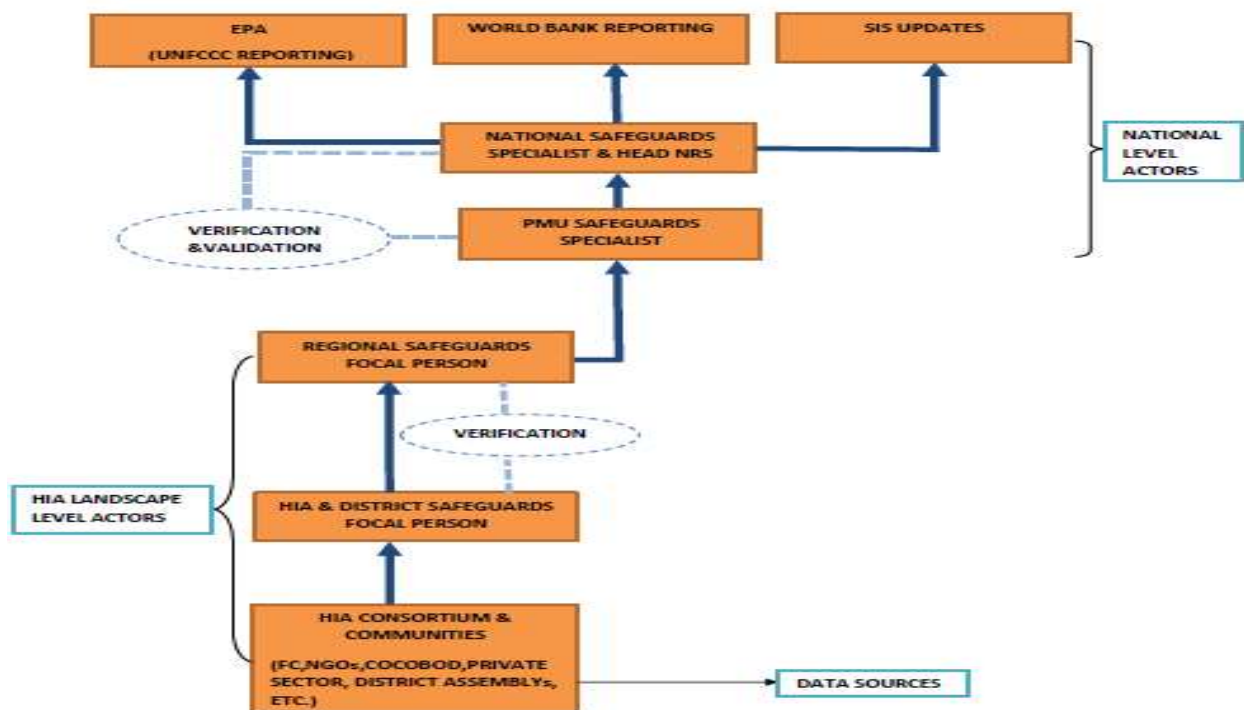 EPA
(UNFCCC REPORTING)
WORLD BANK REPORTING
SIS UPDATES
NATIONAL SAFEGUARDS
SPECIALIST & HEAD NRS
NATIONAL
LEVEL
ACTORS
PMU SAFEGUARDS
SPECIALIST
VERIFICATION
&VALIDATION
REGIONAL SAFEGUARDS
FOCAL PERSON
VERIFICATION
HIA LANDSCAPE
LEVEL ACTORS
HIA & DISTRICT SAFEGUARDS
FOCAL PERSON
HIA CONSORTIUM &
COMMUNITIES
(FC,NGOs,COCOBOD,PRIVATE
SECTOR, DISTRICT ASSEMBLYs,
ETC.)
DATA SOURCES